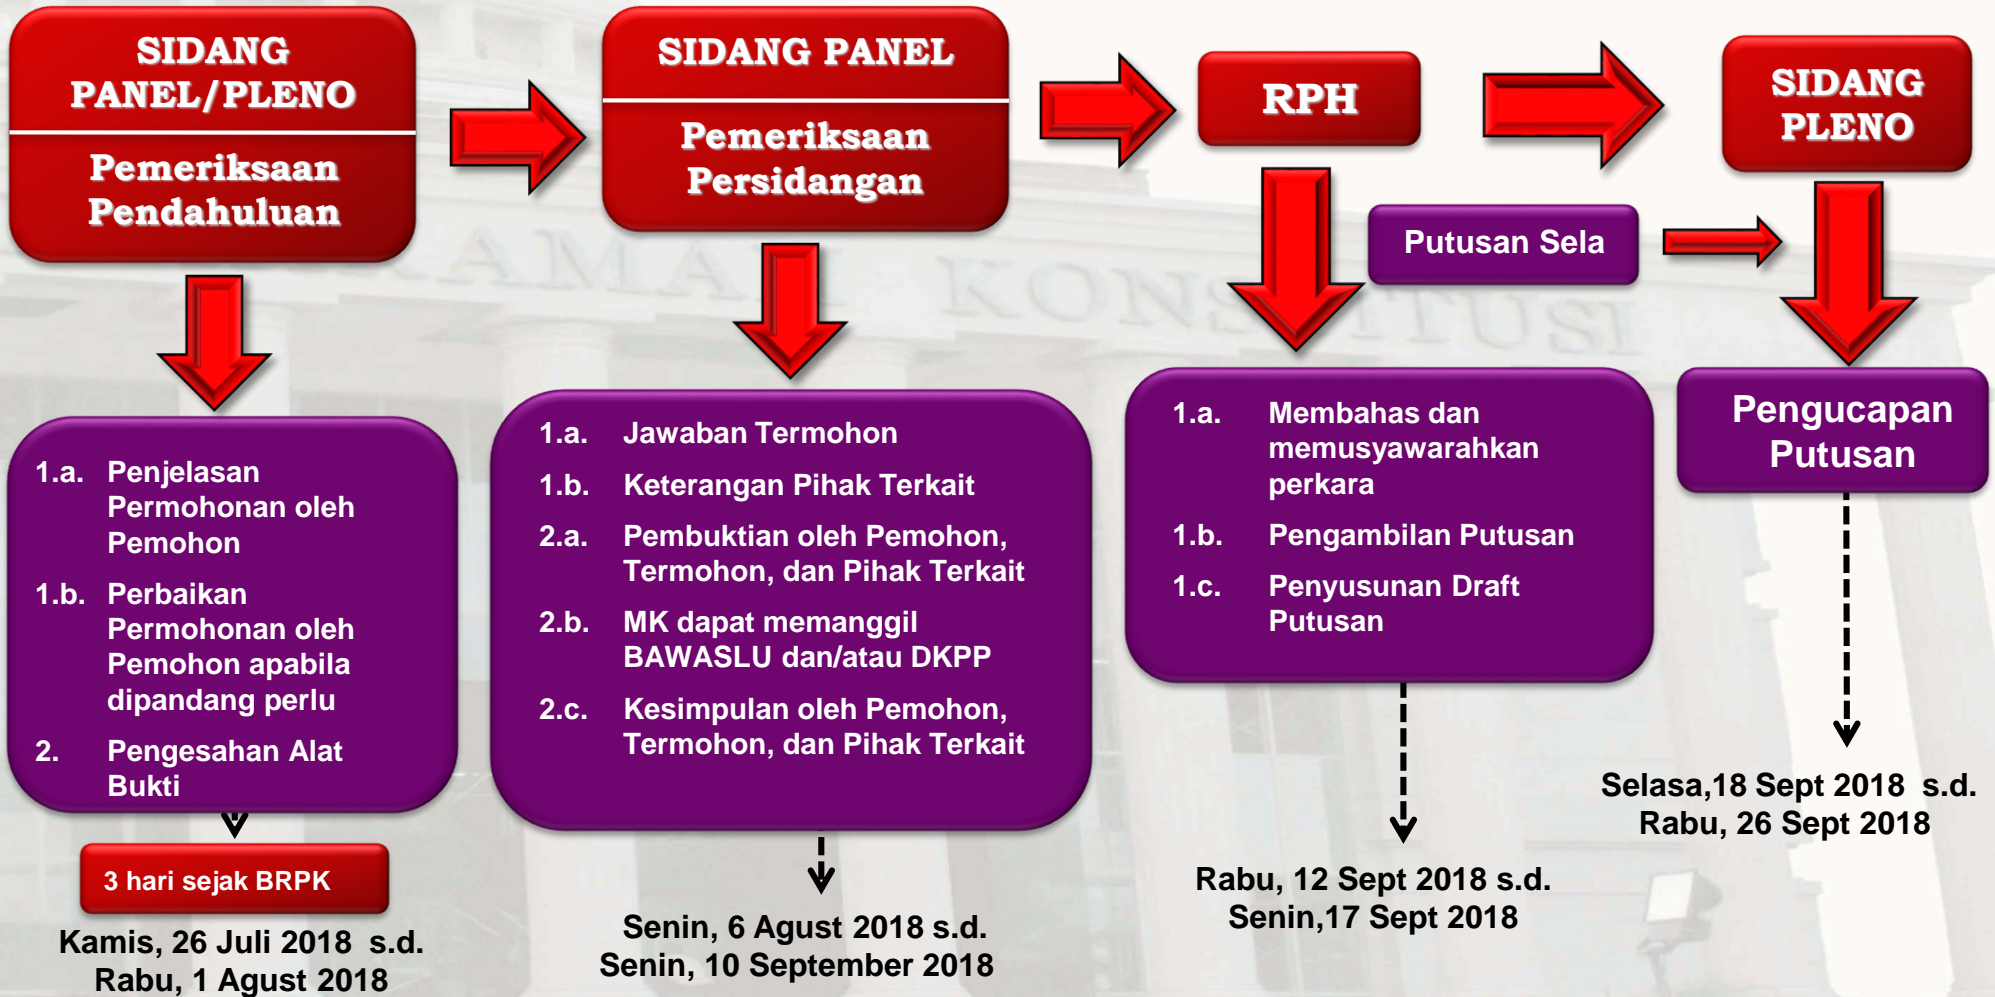 SIDANG
PANEL/PLENO
Pemeriksaan
Pendahuluan
SIDANG PANEL
Pemeriksaan
Persidangan
RPH
SIDANG
PLENO
Putusan Sela
KONSTITUSI
1.a. Penjelasan
Permohonan oleh
Pemohon
1.b. Perbaikan
Permohonan oleh
Pemohon apabila
dipandang perlu
2. Pengesahan Alat
Bukti
3 hari sejak BRPK
Kamis, 26 Juli 2018 s.d.
Rabu, 1 Agust 2018
1.a. Jawaban Termohon
1.b. Keterangan Pihak Terkait
2.a. Pembuktian oleh Pemohon,
Termohon, dan Pihak Terkait
2.b. MK dapat memanggil
BAWASLU dan/atau DKPP
2.c. Kesimpulan oleh Pemohon,
Termohon, dan Pihak Terkait
Senin, 6 Agust 2018 s.d.
Senin, 10 September 2018
1.a. Membahas dan
memusyawarahkan
perkara
1.b. Pengambilan Putusan
1.c. Penyusunan Draft
Putusan
Rabu, 12 Sept 2018 s.d.
Senin,17 Sept 2018
Pengucapan
Putusan
Selasa,18 Sept 2018 s.d.
Rabu, 26 Sept 2018